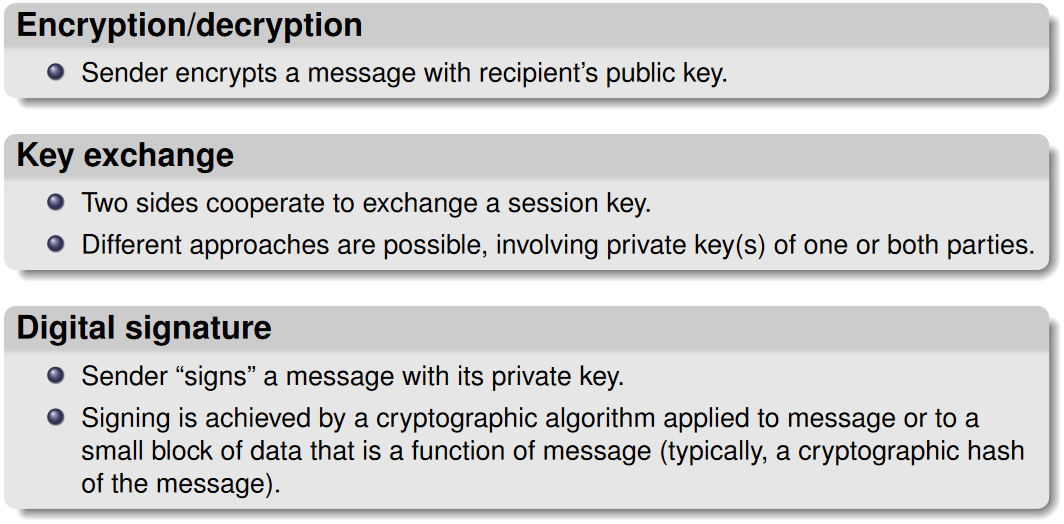 Encryption/decryption
Sender encrypts a message with recipient’s public key.
Key exchange
Two sides cooperate to exchange a session key.
Different approaches are possible, involving private key(s) of one or both parties.
Digital signature
Sender “signs” a message with its private key.
Signing is achieved by a cryptographic algorithm applied to message or to a
small block of data that is a function of message (typically, a cryptographic hash
of the message).